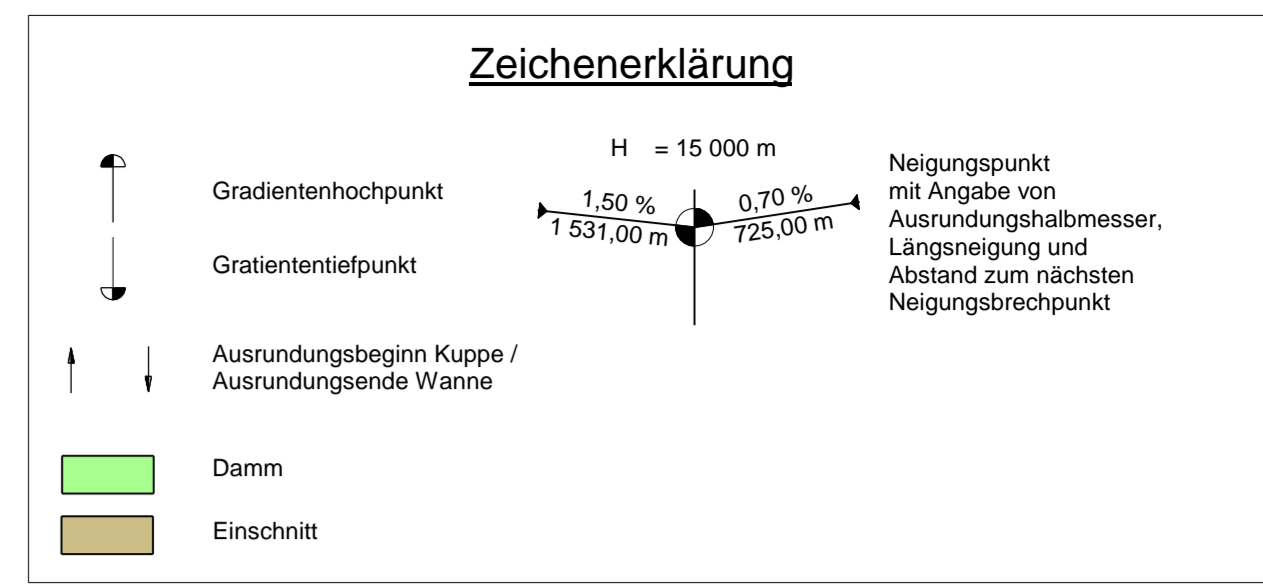 Zeichenerklärung
Gradientenhochpunkt
Gratiententiefpunkt
Ausrundungsbeginn Kuppe /
Ausrundungsende Wanne
Damm
Einschnitt
H = 15 000 m
1,50 %
1 531,00 m
0,70 %
725,00 m
Neigungspunkt
mit Angabe von
Ausrundungshalbmesser,
Längsneigung und
Abstand zum nächsten
Neigungsbrechpunkt